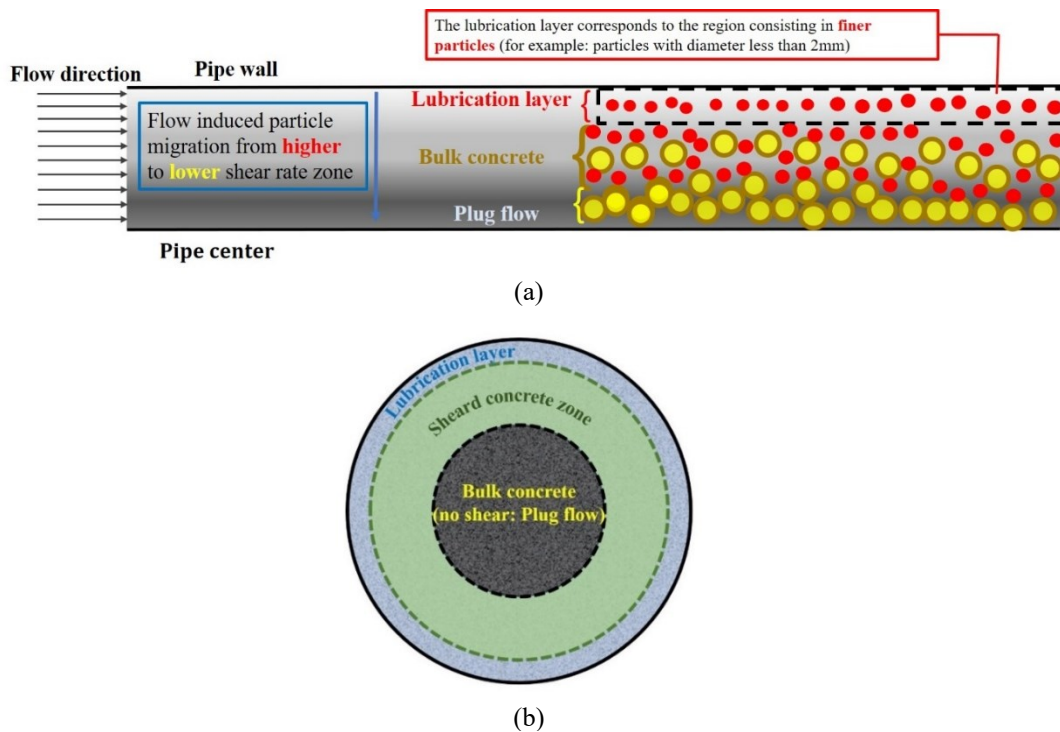 The lubrication layer corresponds to the region consisting in finer
particles (for example: particles with diameter less than 2mm)
Flow direction
Pipe wall
Lubrication layer
Flow induced particle
migration from higher
to lower shear rate zone
Bulk concrete
Plug flow
Pipe center
(a)
Lubrication layer
Sheard concrete zone
Bulk concrete
(no shear: Plug flow)
(b)